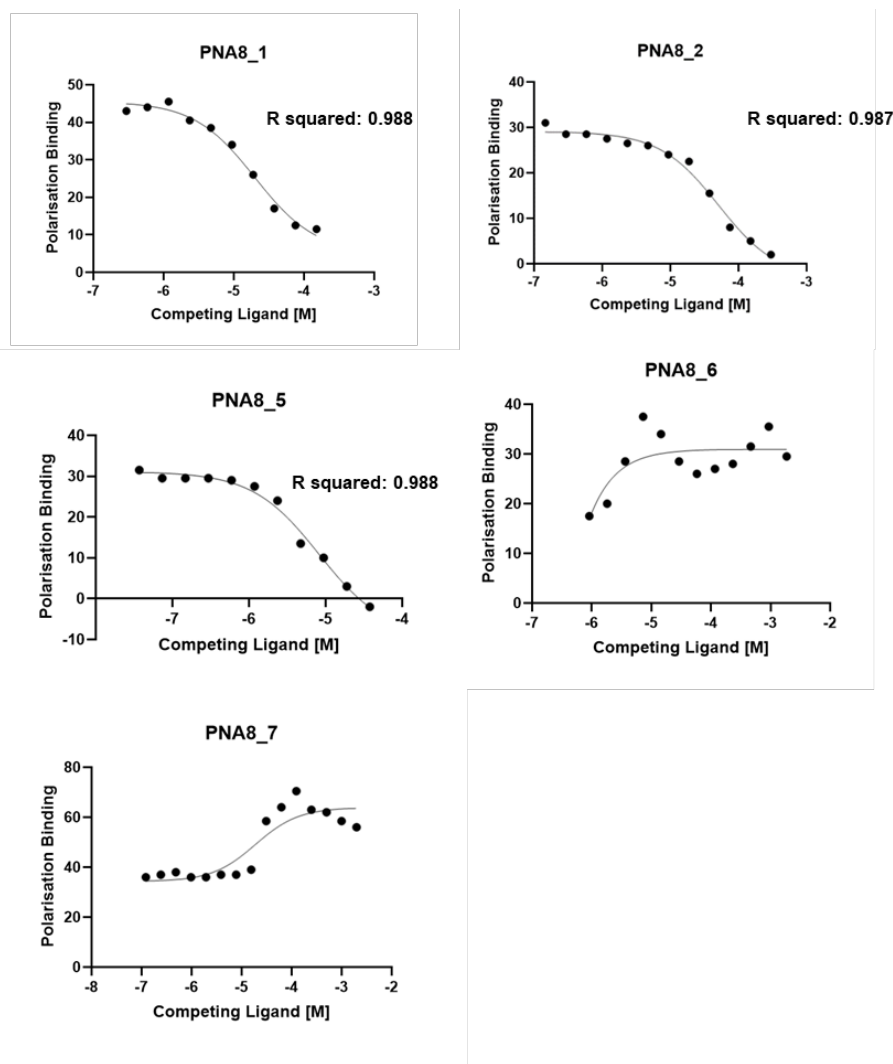 PNA8_1
50
40
30
20
10
0
Polarisation Binding
R squared: 0.988
-7 -6 -5 -4 -3
Competing Ligand [M]
PNA8_2
40
30
20
10
0
Polarisation Binding
R squared: 0.987
-7 -6 -5 -4 -3
Competing Ligand [M]
PNA8_5
40
30
20
10
0
-10
Polarisation Binding
R squared: 0.988
-7 -6 -5 -4
Competing Ligand [M]
PNA8_6
40
30
20
10
0
Polarisation Binding
-7 -6 -5 -4 -3 -2
Competing Ligand [M]
PNA8_7
80
60
40
20
0
Polarisation Binding
-8 -7 -6 -5 -4 -3 -2
Competing Ligand [M]